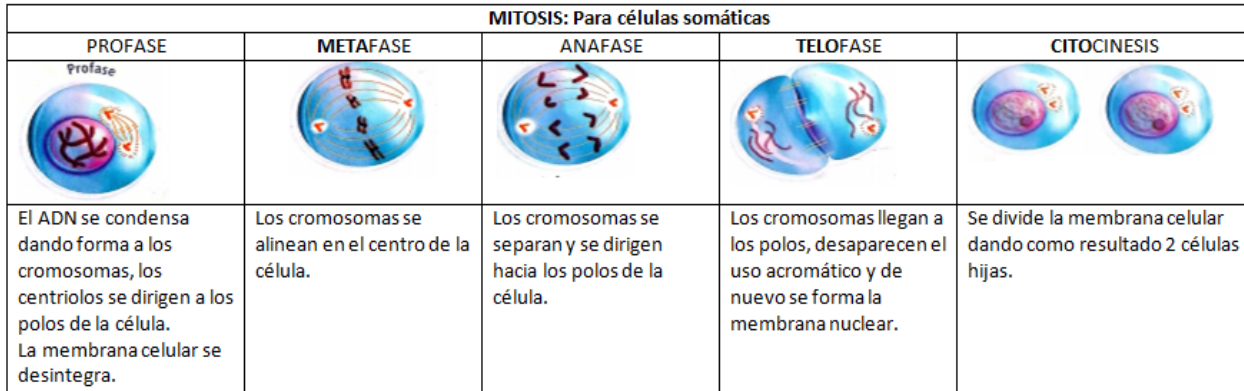 MITOSIS: Para células somáticas
PROFASE
METAFASE
ANAFASE
TELOFASE
CITOCINESIS
Profase
El ADN se condensa
dando forma a los
cromosomas, los
centriolos se dirigen a los
polos de la célula.
La membrana celular se
desintegra.
Los cromosomas se
alinean en el centro de la
célula.
Los cromosomas se
separan y se dirigen
hacia los polos de la
célula.
Los cromosomas llegan a
los polos, desaparecen el
uso acromático y de
nuevo se forma la
membrana nuclear.
Se divide la membrana celular
dando como resultado 2 células
hijas.